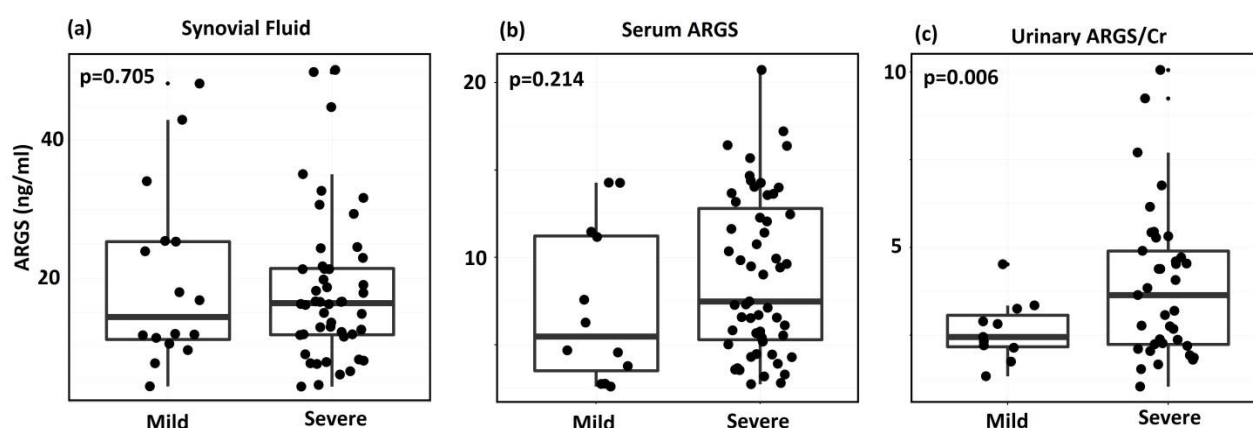 (a) Synovial Fluid
p=0.705
ARGS (ng/ml)
40
20
Mild Severe
(b) Serum ARGS
p=0.214
20
10
Mild Severe
(c) Urinary ARGS/Cr
p=0.006
10
5
Mild Severe